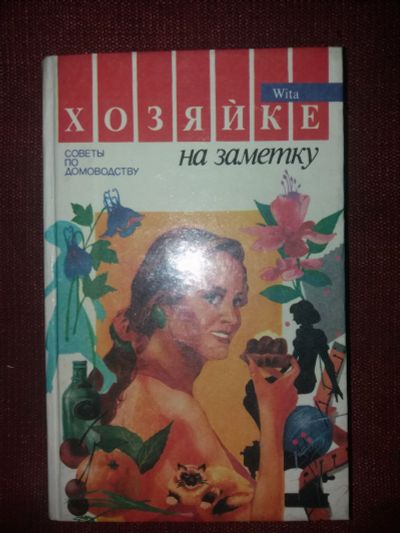 Wita
ХОЗЯЙКЕ
на заметку
СОВЕТЫ
ПО
ДОМОВОДСТВУ